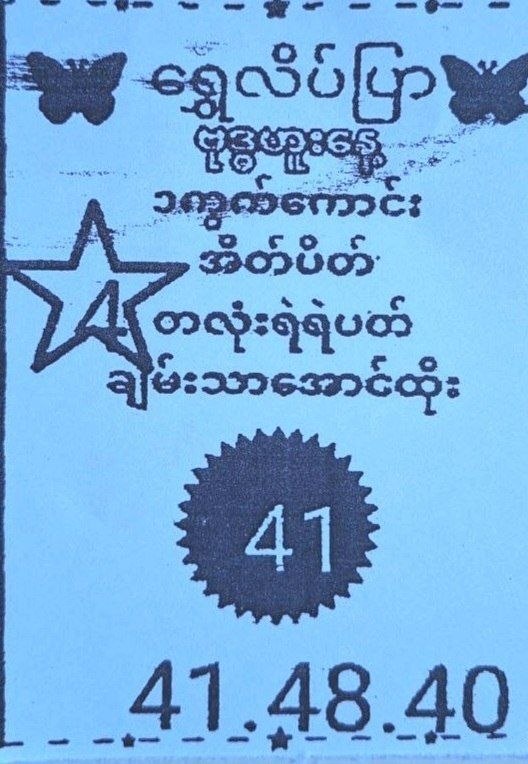 ရွှေလိပ်ပြာ
ဗုဒ္ဓဟူးနေ့
၁ကွက်ကောင်း
အိတ်ပိတ်
4 တလုံးရဲရဲပတ်
ချမ်းသာအောင်ထိုး
41
41.48.40